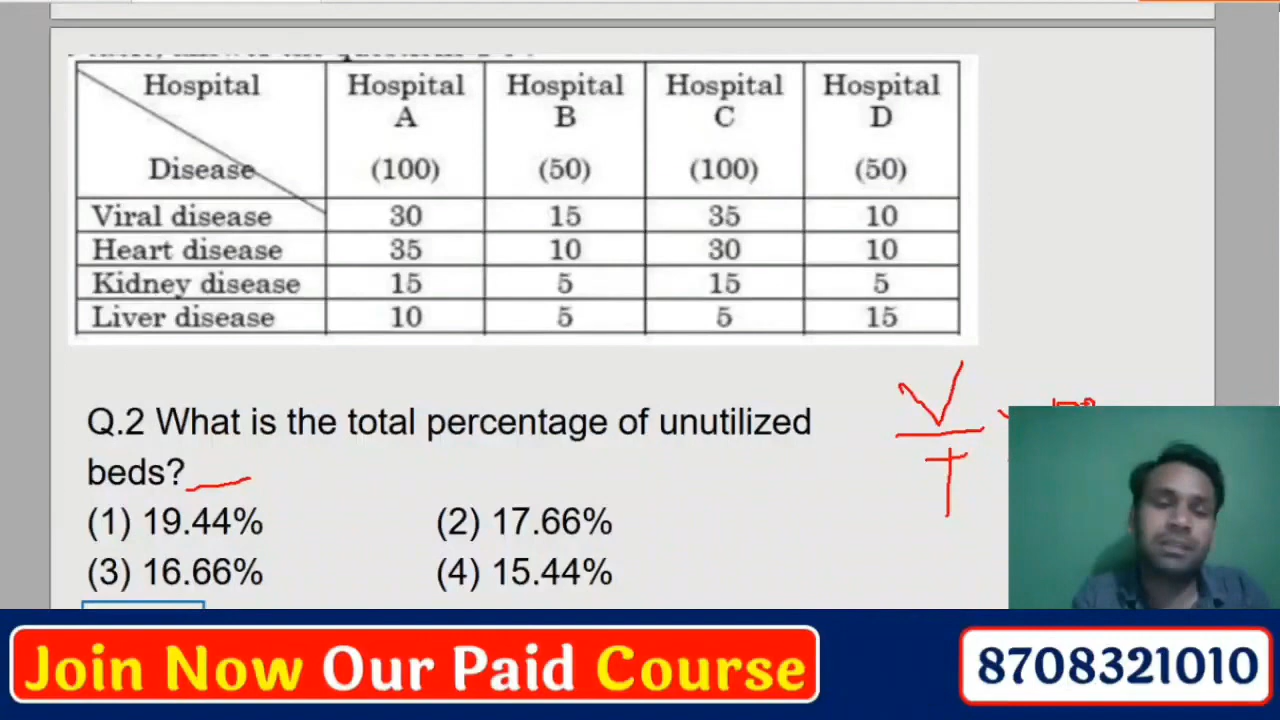 Hospital Hospital Hospital Hospital Hospital
A B C D
Disease (100) (50) (100) (50)
Viral disease 30 15 35 10
Heart disease 35 10 30 10
Kidney disease 15 5 15 5
Liver disease 10 5 5 15
Q.2 What is the total percentage of unutilized
beds?
(1) 19.44% (2) 17.66%
(3) 16.66% (4) 15.44%
V
T
Join Now Our Paid Course
8708321010